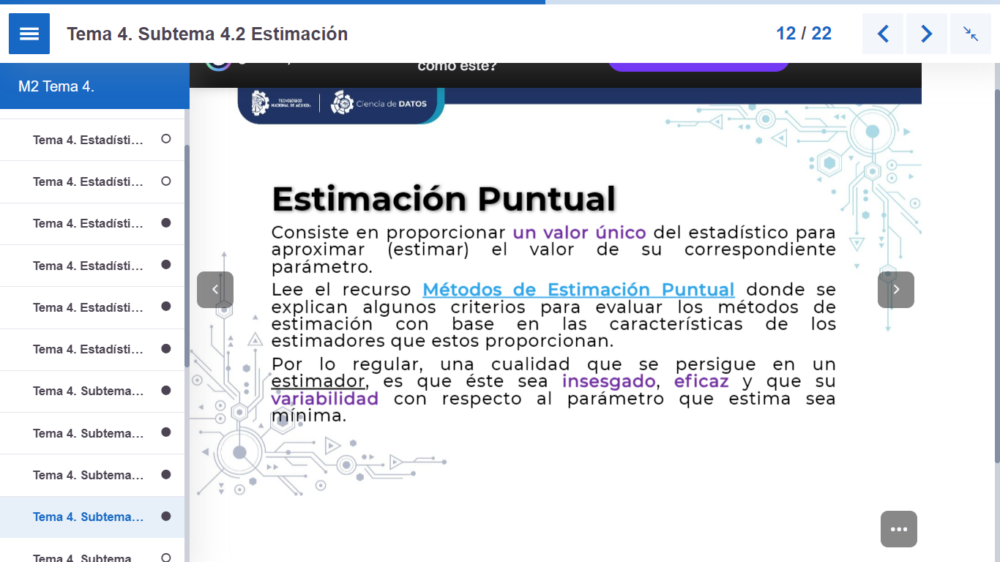 Tema 4. Subtema 4.2 Estimación
12 / 22
M2 Tema 4.
como este?
TECNOLÓGICO
NACIONAL DE MÉXICO
Ciencia de DATOS
Tema 4. Estadísti...
Tema 4. Estadísti...
Tema 4. Estadísti...
Tema 4. Estadísti...
Tema 4. Estadísti...
Tema 4. Estadísti...
Tema 4. Subtema...
Tema 4. Subtema...
Tema 4. Subtema...
Tema 4. Subtema...
Tema 4. Subtema
Estimación Puntual
Consiste en proporcionar un valor único del estadístico para
aproximar (estimar) el valor de su correspondiente
parámetro.
Lee el recurso Métodos de Estimación Puntual donde se
explican algunos criterios para evaluar los métodos de
estimación con base en las características de los
estimadores que estos proporcionan.
Por lo regular, una cualidad que se persigue en un
estimador, es que éste sea insesgado, eficaz y que su
variabilidad con respecto al parámetro que estima sea
mínima.